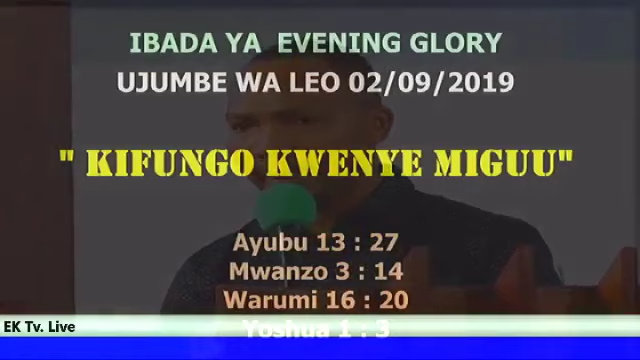 IBADA YA EVENING GLORY
UJUMBE WA LEO 02/09/2019
" KIFUNGO KWENYE MIGUU"
Ayubu 13 : 27
Mwanzo 3 : 14
Warumi 16 : 20
Yoshua 1 : 3
EK Tv. Live